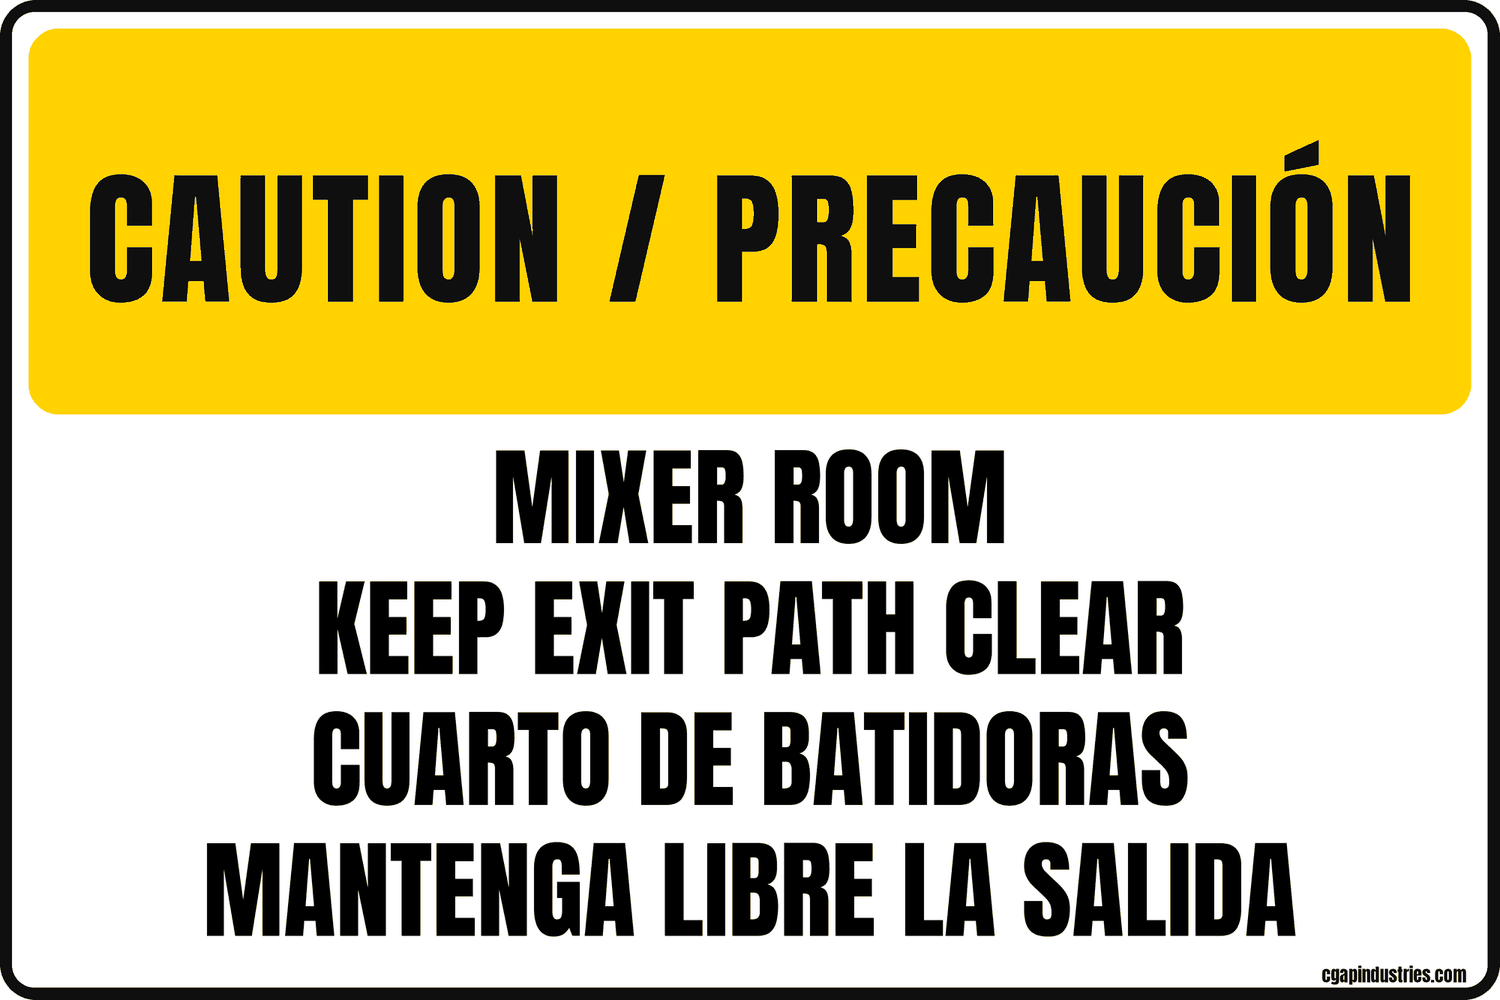 CAUTION / PRECAUCIÓN
MIXER ROOM
KEEP EXIT PATH CLEAR
CUARTO DE BATIDORAS
MANTENGA LIBRE LA SALIDA
cgapindustries.com